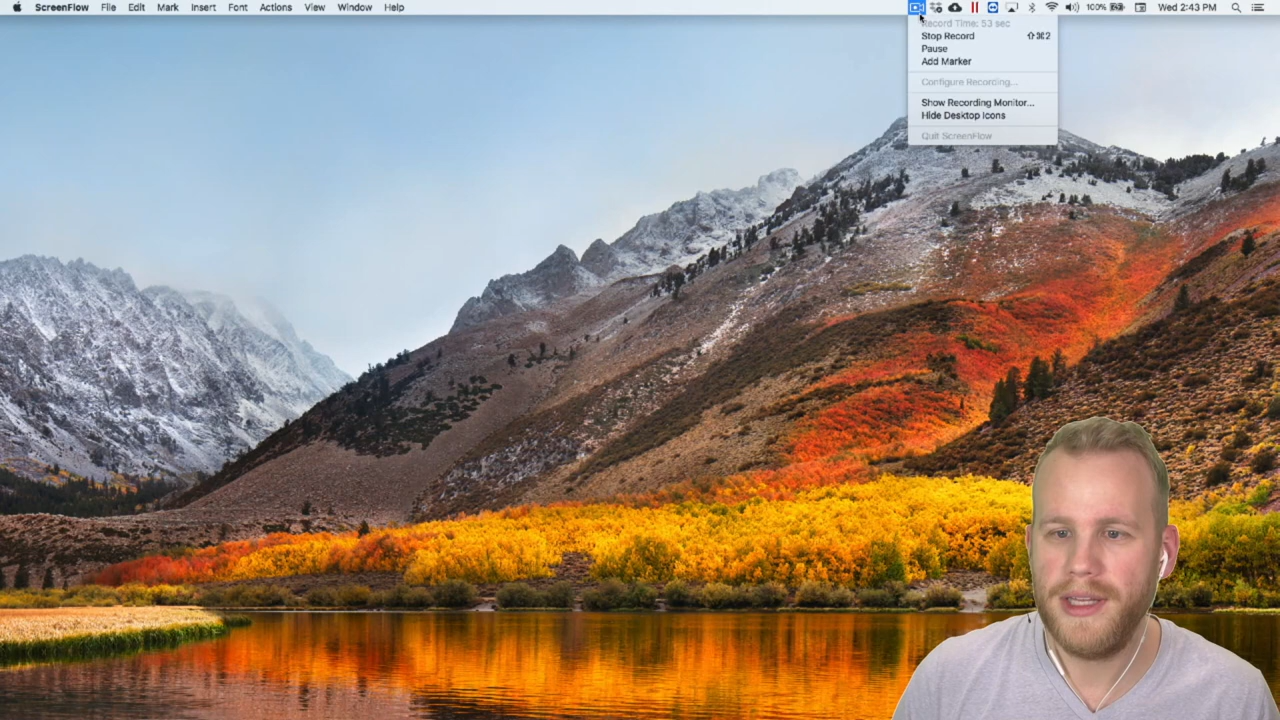 ScreenFlow File Edit Mark Insert Font Actions View Window Help 100% Wed 2:43 PM
Record Time: 53 sec
Stop Record ⇧⌘2
Pause
Add Marker
Configure Recording...
Show Recording Monitor...
Hide Desktop Icons
Quit ScreenFlow